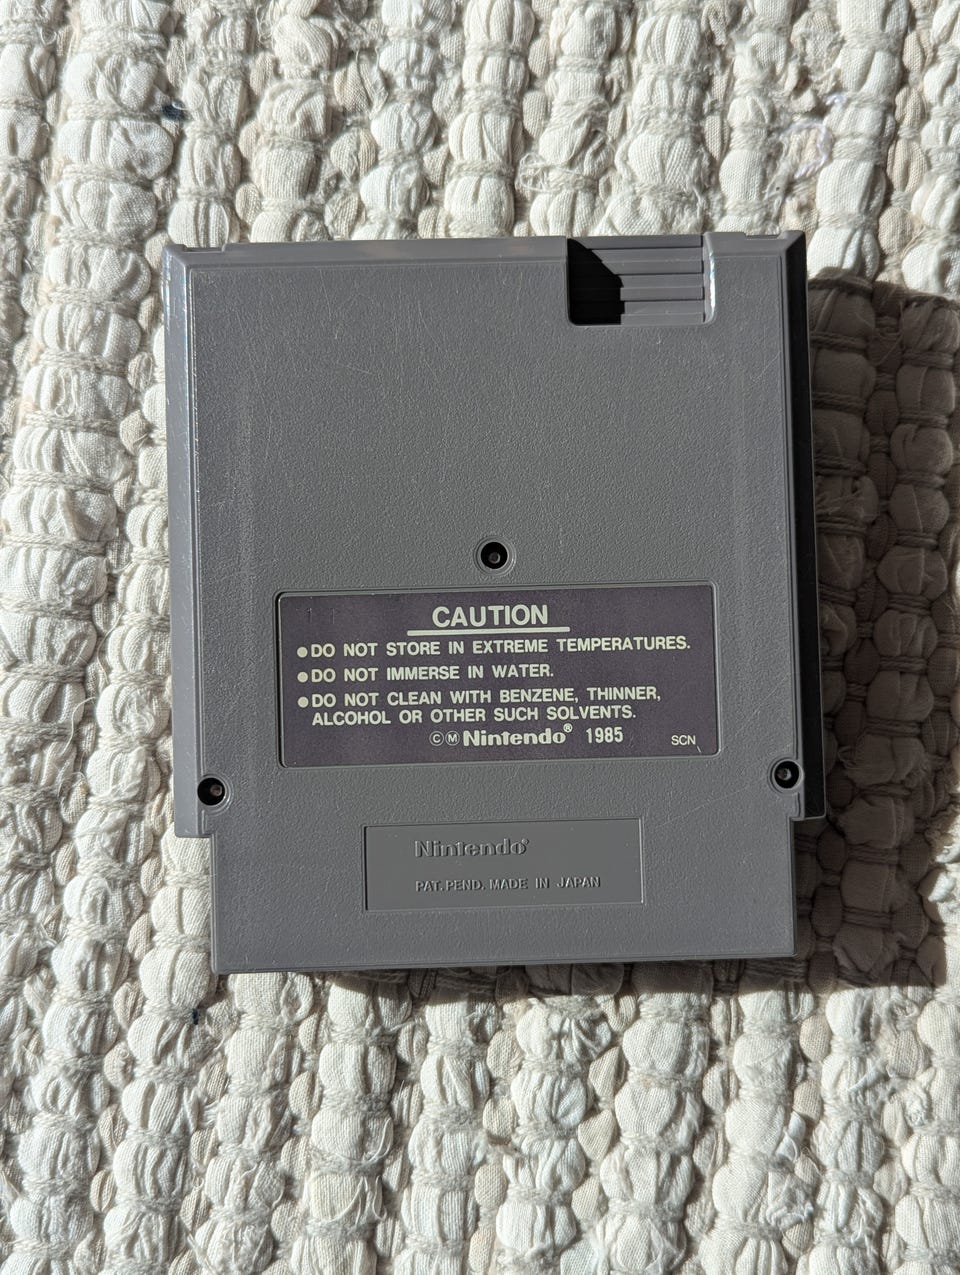 CAUTION
●DO NOT STORE IN EXTREME TEMPERATURES.
●DO NOT IMMERSE IN WATER.
●DO NOT CLEAN WITH BENZENE, THINNER,
ALCOHOL OR OTHER SUCH SOLVENTS.
ⒸⓂNintendo® 1985 SCN
Nintendo®
PAT. PEND. MADE IN JAPAN